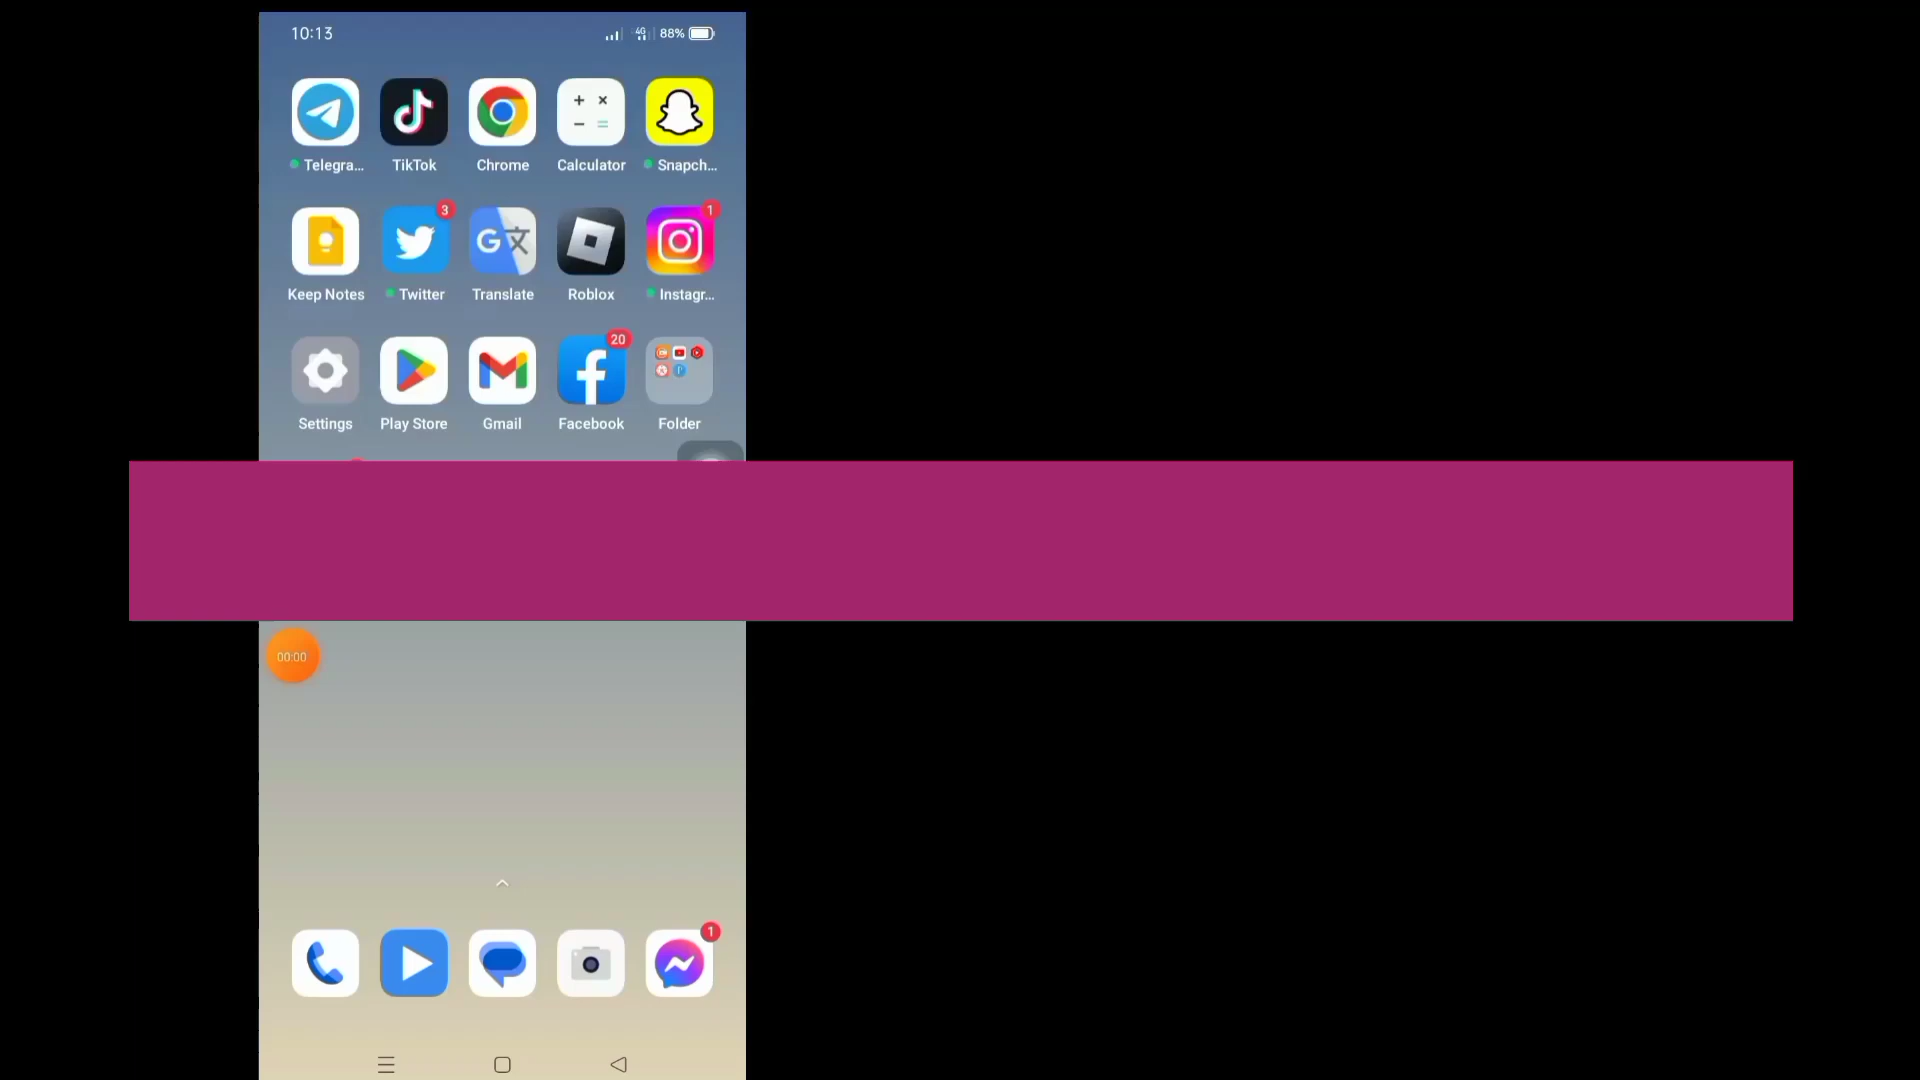 10:13 4G 88%
Telegra... TikTok Chrome Calculator Snapch...
3 1
Keep Notes Twitter Translate Roblox Instagr...
20
Settings Play Store Gmail Facebook Folder
00:00
1